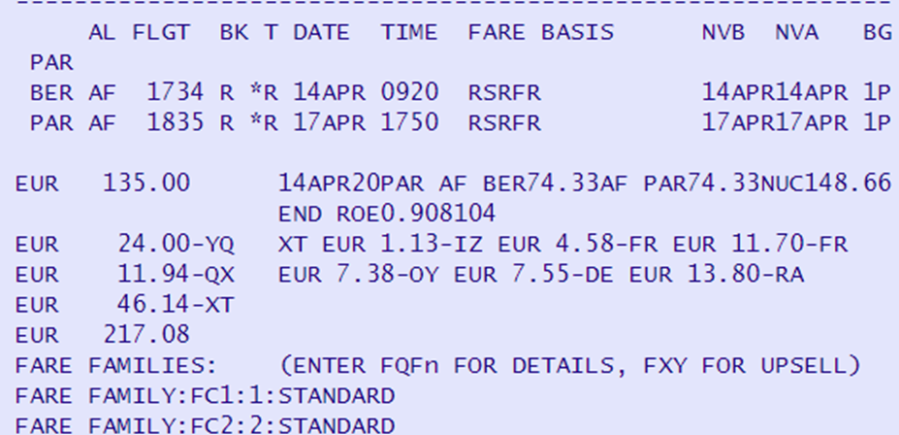 AL FLGT BK T DATE TIME FARE BASIS NVB NVA BG
PAR
BER AF 1734 R *R 14APR 0920 RSRFR 14APR14APR 1P
PAR AF 1835 R *R 17APR 1750 RSRFR 17APR17APR 1P
EUR 135.00 14APR20PAR AF BER74.33AF PAR74.33NUC148.66
END ROE0.908104
EUR 24.00-YQ XT EUR 1.13-IZ EUR 4.58-FR EUR 11.70-FR
EUR 11.94-QX EUR 7.38-OY EUR 7.55-DE EUR 13.80-RA
EUR 46.14-XT
EUR 217.08
FARE FAMILIES: (ENTER FQFn FOR DETAILS, FXY FOR UPSELL)
FARE FAMILY:FC1:1:STANDARD
FARE FAMILY:FC2:2:STANDARD